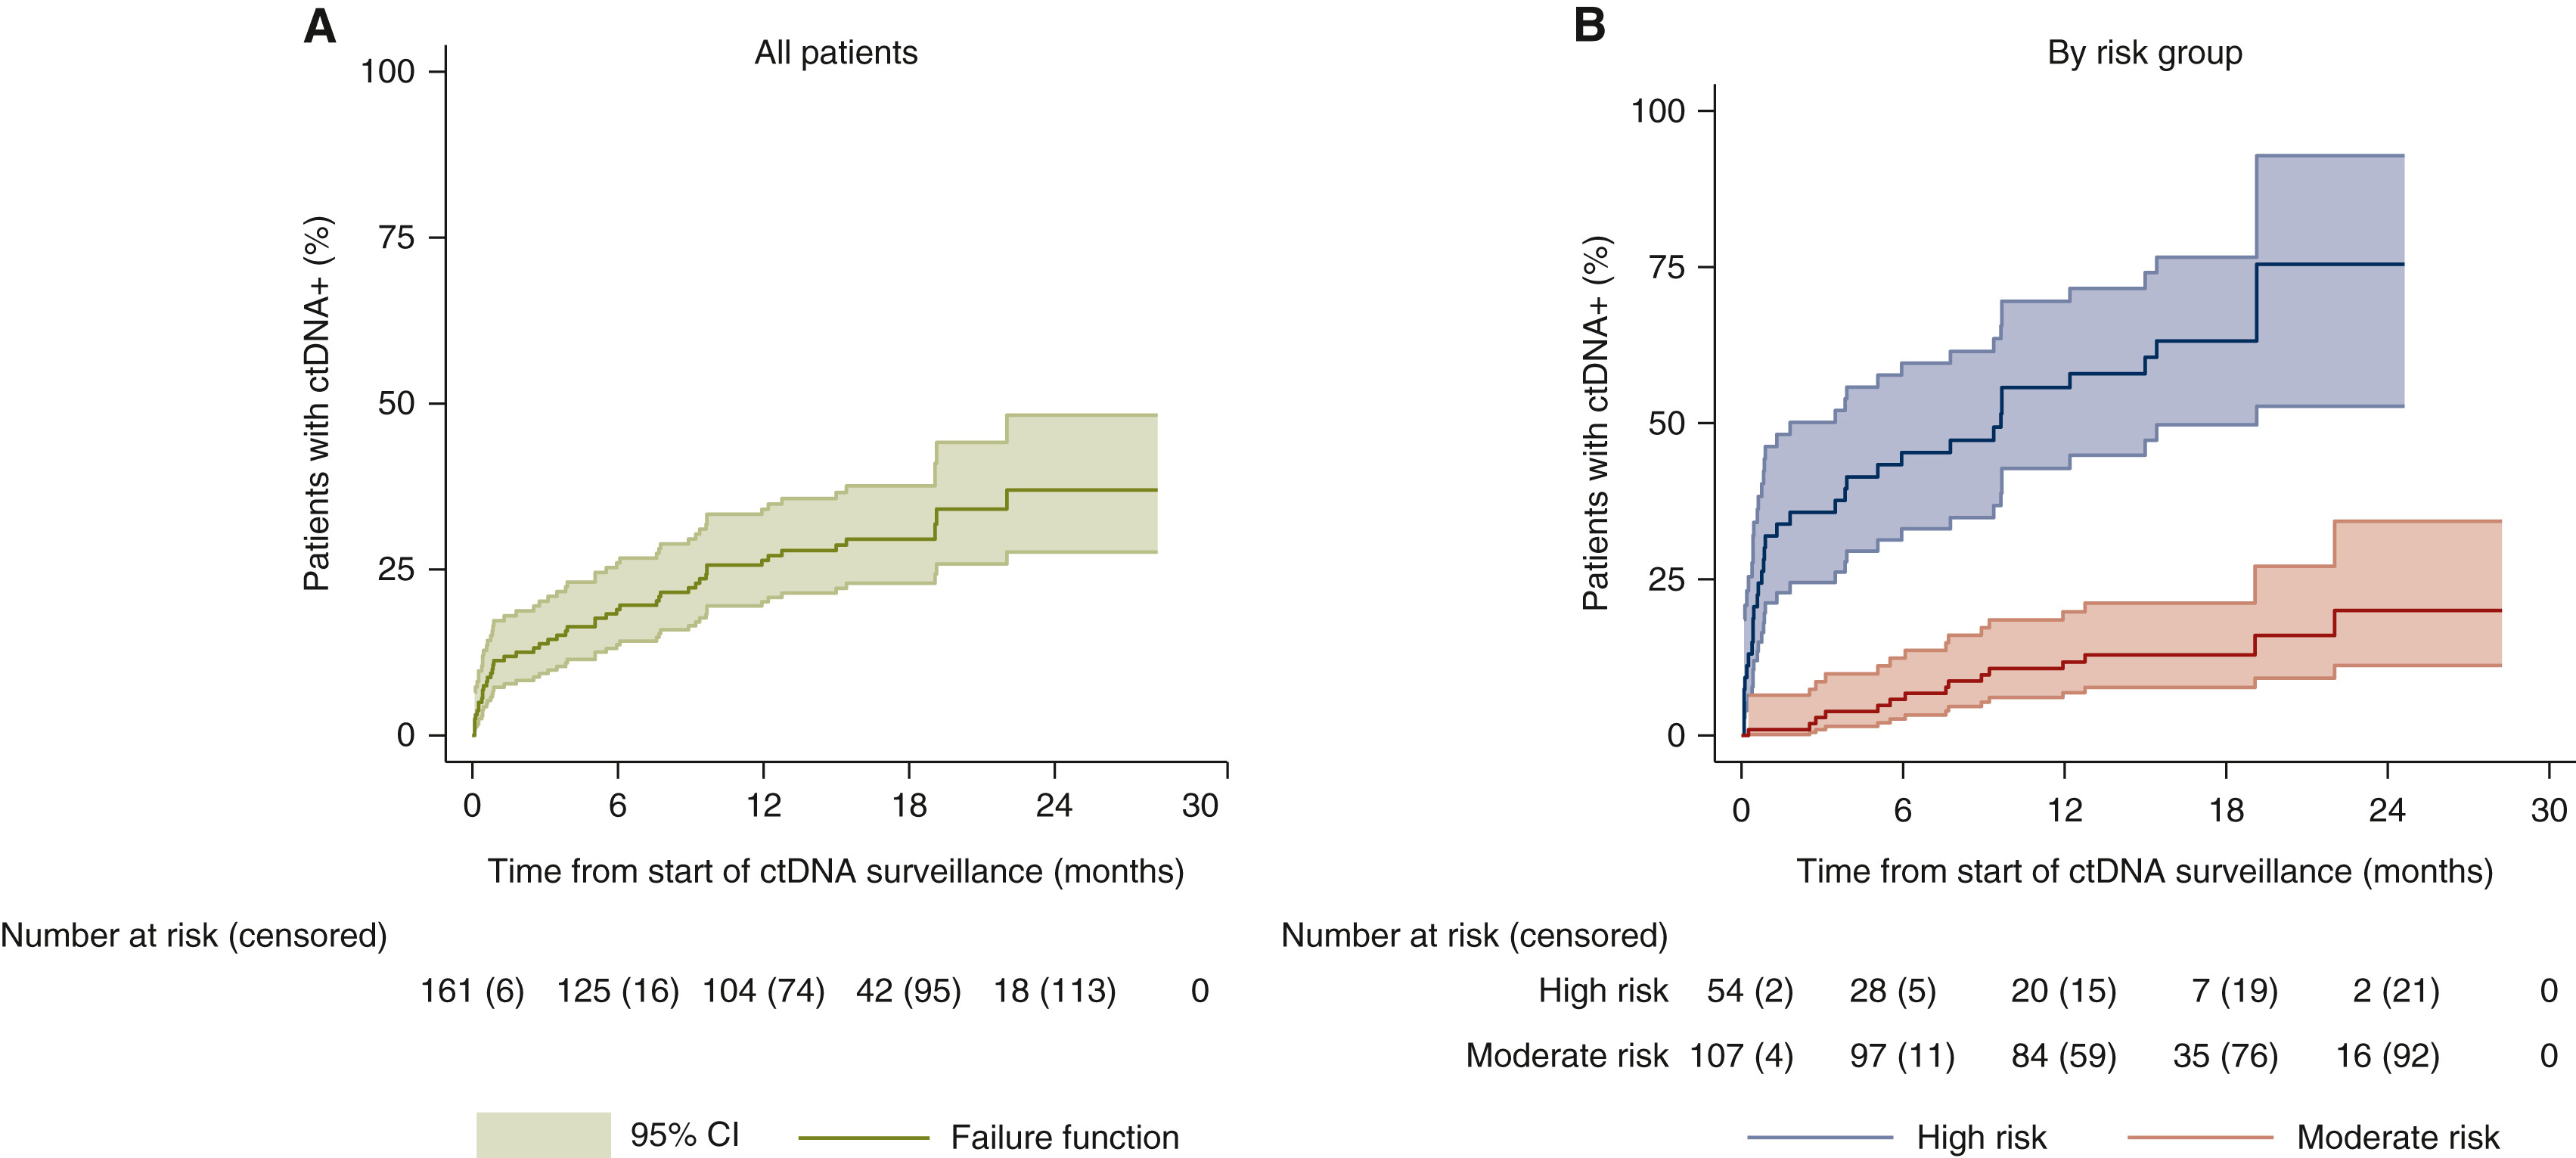 A
All patients
100
75
50
25
0
Patients with ctDNA+ (%)
0 6 12 18 24 30
Time from start of ctDNA surveillance (months)
Number at risk (censored)
161 (6) 125 (16) 104 (74) 42 (95) 18 (113) 0
95% CI Failure function
B
By risk group
100
75
50
25
0
Patients with ctDNA+ (%)
0 6 12 18 24 30
Time from start of ctDNA surveillance (months)
Number at risk (censored)
High risk 54 (2) 28 (5) 20 (15) 7 (19) 2 (21) 0
Moderate risk 107 (4) 97 (11) 84 (59) 35 (76) 16 (92) 0
High risk Moderate risk